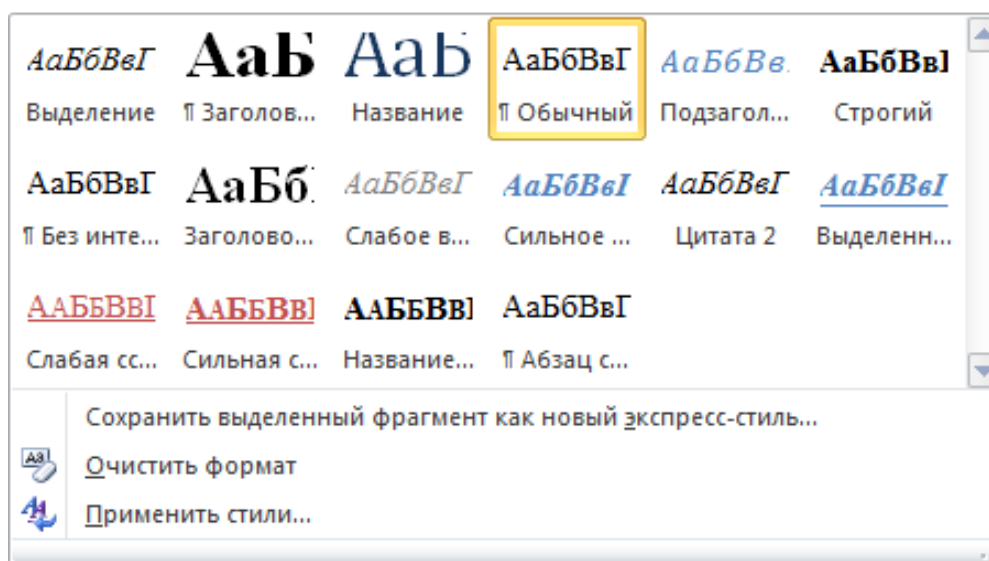 АаБбВвГ АаБ АаБ АаБбВвГ АаБбВв. АаБбВвІ
Выделение ¶ Заголов... Название ¶ Обычный Подзагол... Строгий
АаБбВвГ АаБб. АаБбВвГ АаБбВвІ АаБбВвГ АаБбВвІ
¶ Без инте... Заголово... Слабое в... Сильное ... Цитата 2 Выделенн...
ААББВВІ ААББВВІ ААББВВІ АаБбВвГ
Слабая сс... Сильная с... Название... ¶ Абзац с...
Сохранить выделенный фрагмент как новый экспресс-стиль...
Очистить формат
Применить стили...